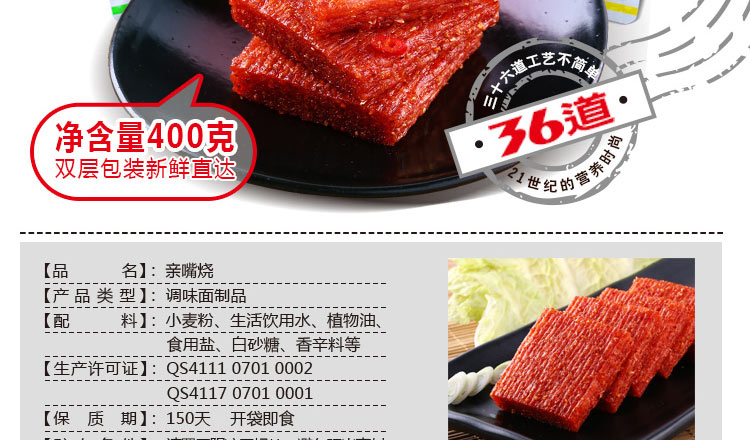 三十六道工艺不简单
36道
21世纪的营养时尚
净含量400克
双层包装新鲜直达
【品 名】：亲嘴烧
【产品类型】：调味面制品
【配 料】：小麦粉、生活饮用水、植物油、
食用盐、白砂糖、香辛料等
【生产许可证】：QS4111 0701 0002
QS4117 0701 0001
【保 质 期】：150天 开袋即食